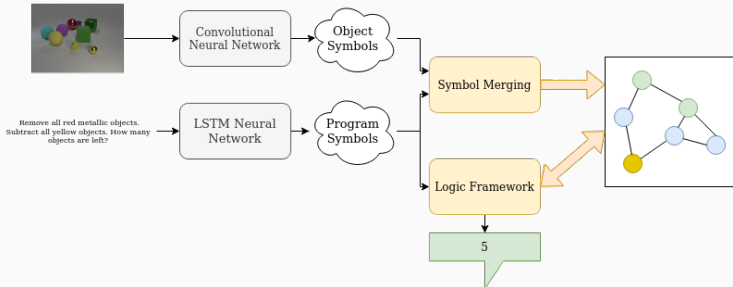 Convolutional
Neural Network
Object
Symbols
Symbol Merging
Remove all red metallic objects.
Subtract all yellow objects. How many
objects are left?
LSTM Neural
Network
Program
Symbols
Logic Framework
5